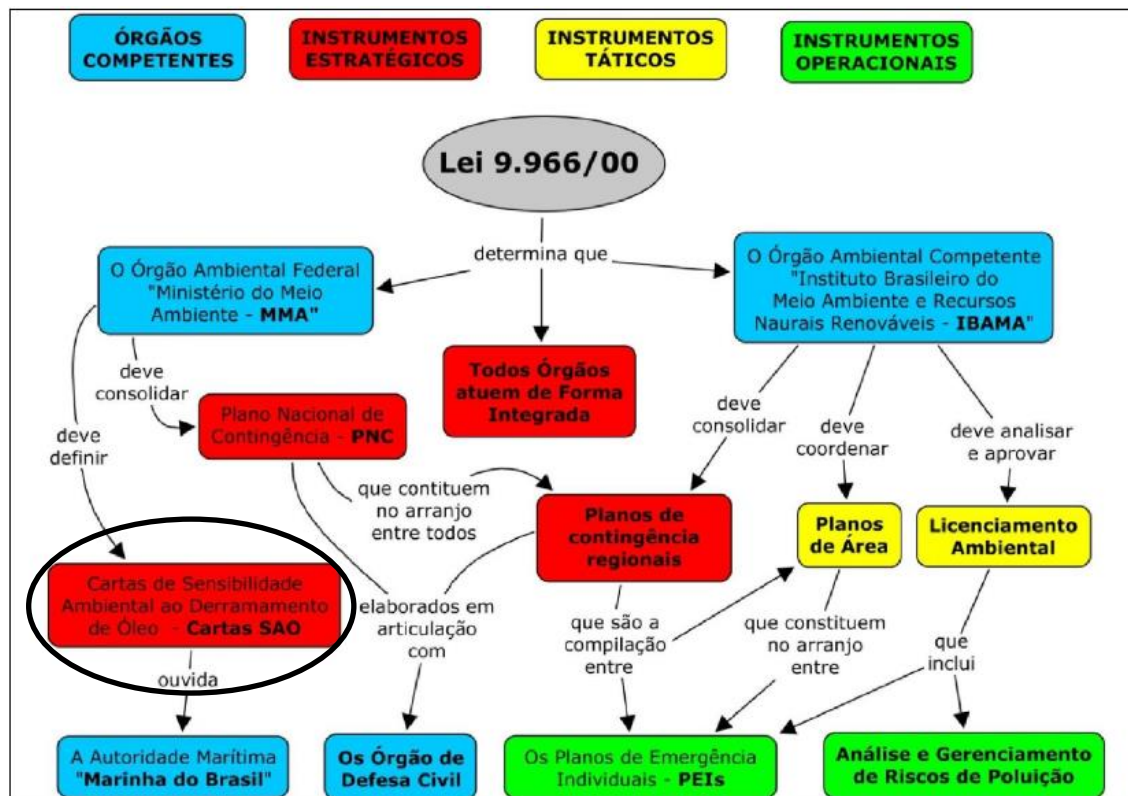 ÓRGÃOS
COMPETENTES
INSTRUMENTOS
ESTRATÉGICOS
INSTRUMENTOS
TÁTICOS
INSTRUMENTOS
OPERACIONAIS
Lei 9.966/00
determina que
O Órgão Ambiental Federal
"Ministério do Meio
Ambiente - MMA"
O Órgão Ambiental Competente
"Instituto Brasileiro do
Meio Ambiente e Recursos
Naurais Renováveis - IBAMA"
deve
consolidar
Todos Órgãos
atuem de Forma
Integrada
deve
definir
Plano Nacional de
Contingência - PNC
deve
consolidar
deve
coordenar
deve analisar
e aprovar
que contituem
no arranjo
entre todos
Planos de
contingência
regionais
Planos
de Área
Licenciamento
Ambiental
Cartas de Sensibilidade
Ambiental ao Derramamento
de Óleo - Cartas SAO
elaborados em
articulação
com
que são a
compilação
entre
que constituem
no arranjo
entre
que
inclui
ouvida
A Autoridade Marítima
"Marinha do Brasil"
Os Órgão de
Defesa Civil
Os Planos de Emergência
Individuais - PEIs
Análise e Gerenciamento
de Riscos de Poluição